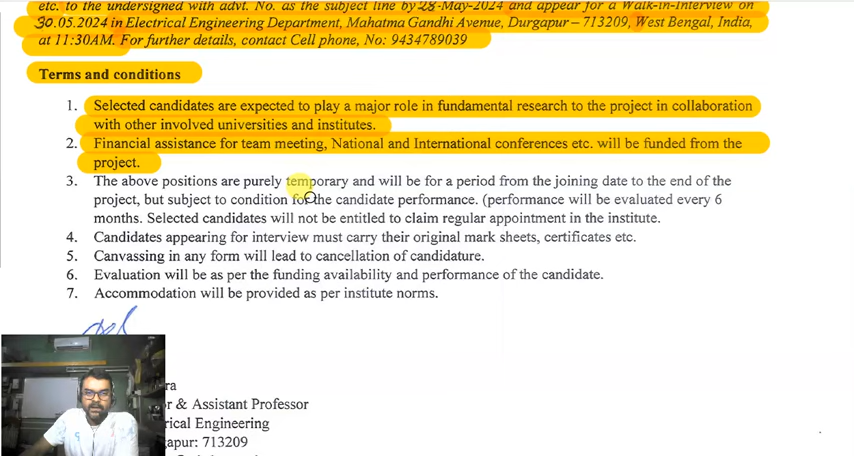 etc. to the undersigned with advt. No. as the subject line by 28-May-2024 and appear for a Walk-in-Interview on
30.05.2024 in Electrical Engineering Department, Mahatma Gandhi Avenue, Durgapur – 713209, West Bengal, India,
at 11:30AM. For further details, contact Cell phone, No: 9434789039
Terms and conditions
1. Selected candidates are expected to play a major role in fundamental research to the project in collaboration
with other involved universities and institutes.
2. Financial assistance for team meeting, National and International conferences etc. will be funded from the
project.
3. The above positions are purely temporary and will be for a period from the joining date to the end of the
project, but subject to condition for the candidate performance. (performance will be evaluated every 6
months. Selected candidates will not be entitled to claim regular appointment in the institute.
4. Candidates appearing for interview must carry their original mark sheets, certificates etc.
5. Canvassing in any form will lead to cancellation of candidature.
6. Evaluation will be as per the funding availability and performance of the candidate.
7. Accommodation will be provided as per institute norms.
ra
r & Assistant Professor
rical Engineering
gapur: 713209